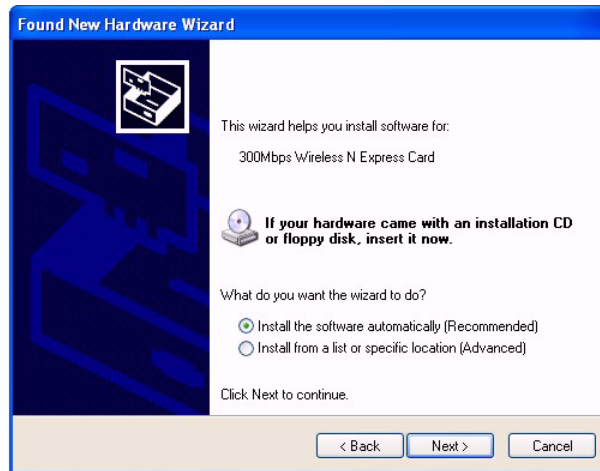 Found New Hardware Wizard
This wizard helps you install software for:
300Mbps Wireless N Express Card
If your hardware came with an installation CD
or floppy disk, insert it now.
What do you want the wizard to do?
Install the software automatically (Recommended)
Install from a list or specific location (Advanced)
Click Next to continue.
< Back
Next >
Cancel